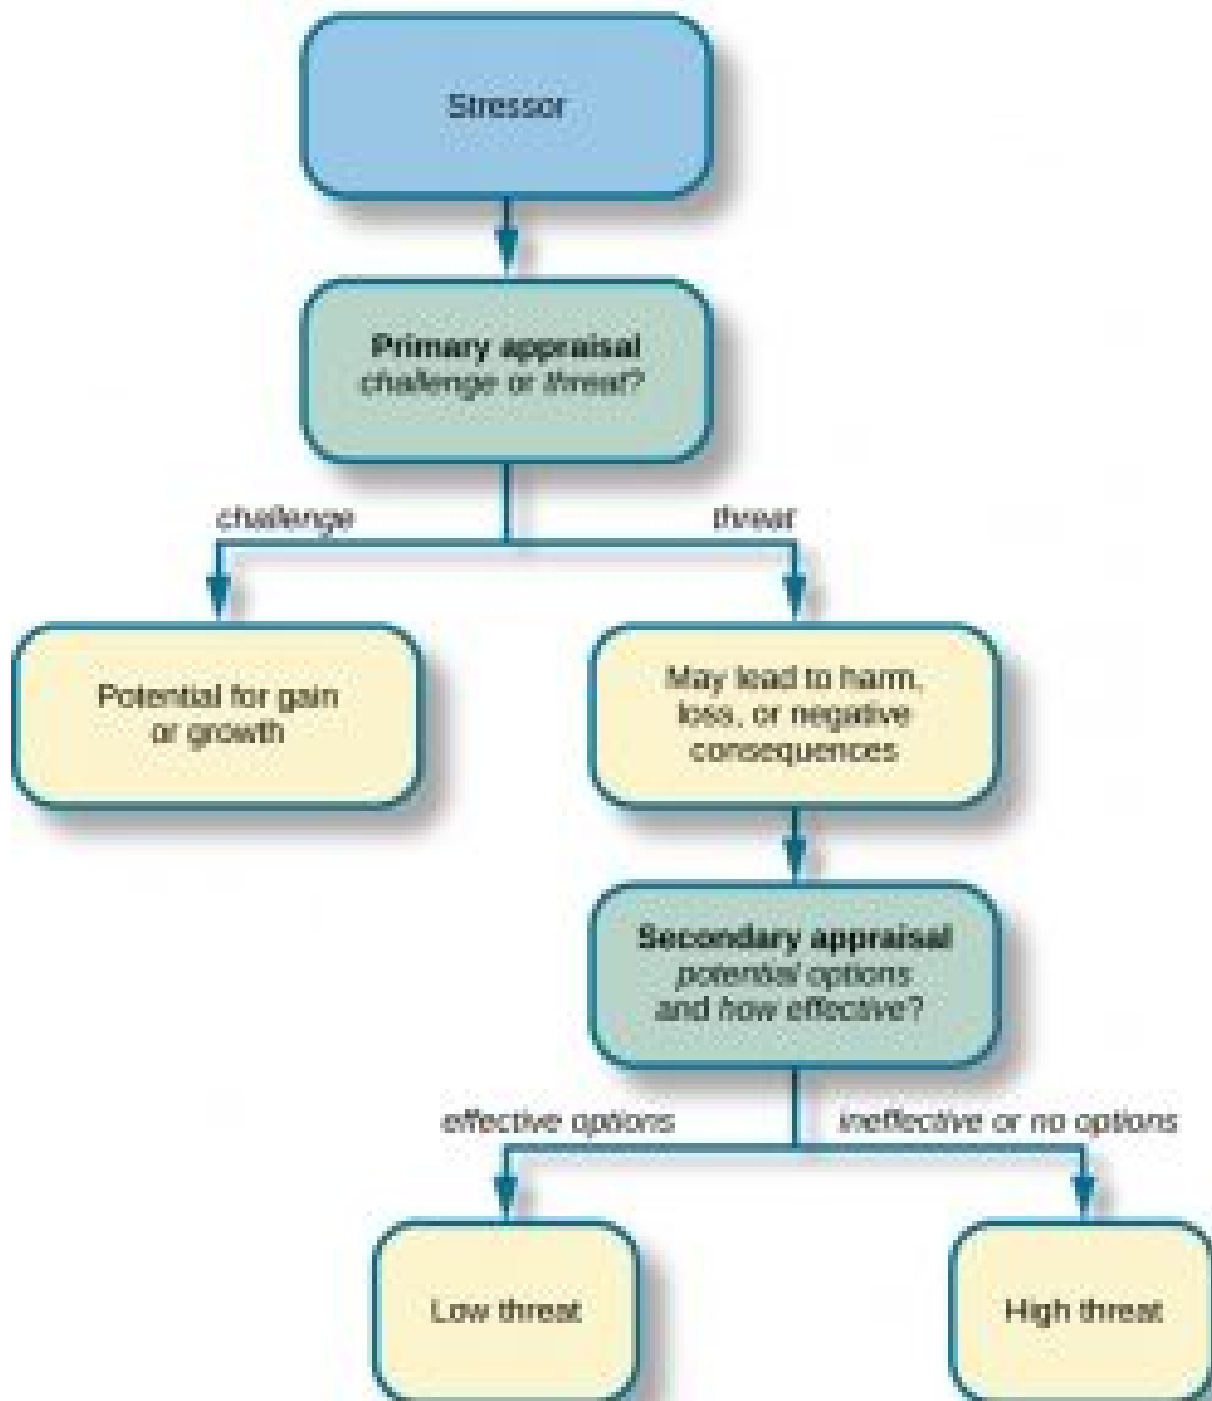 Stressor
Primary appraisal
challenge or threat?
challenge
threat
Potential for gain
or growth
May lead to harm,
loss, or negative
consequences
Secondary appraisal
potential options
and how effective?
effective options
ineffective or no options
Low threat
High threat